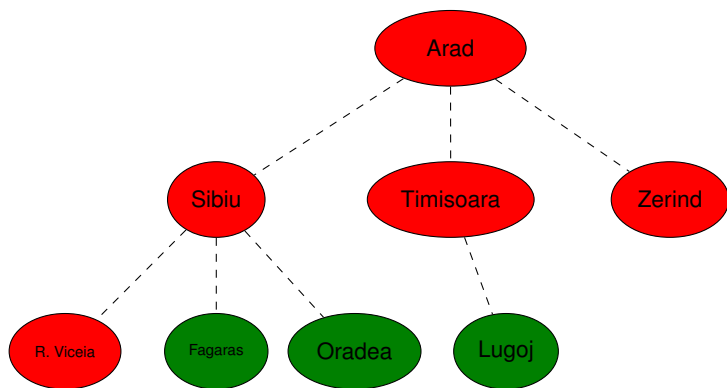 Arad
Sibiu
Timisoara
Zerind
R. Viceia
Fagaras
Oradea
Lugoj